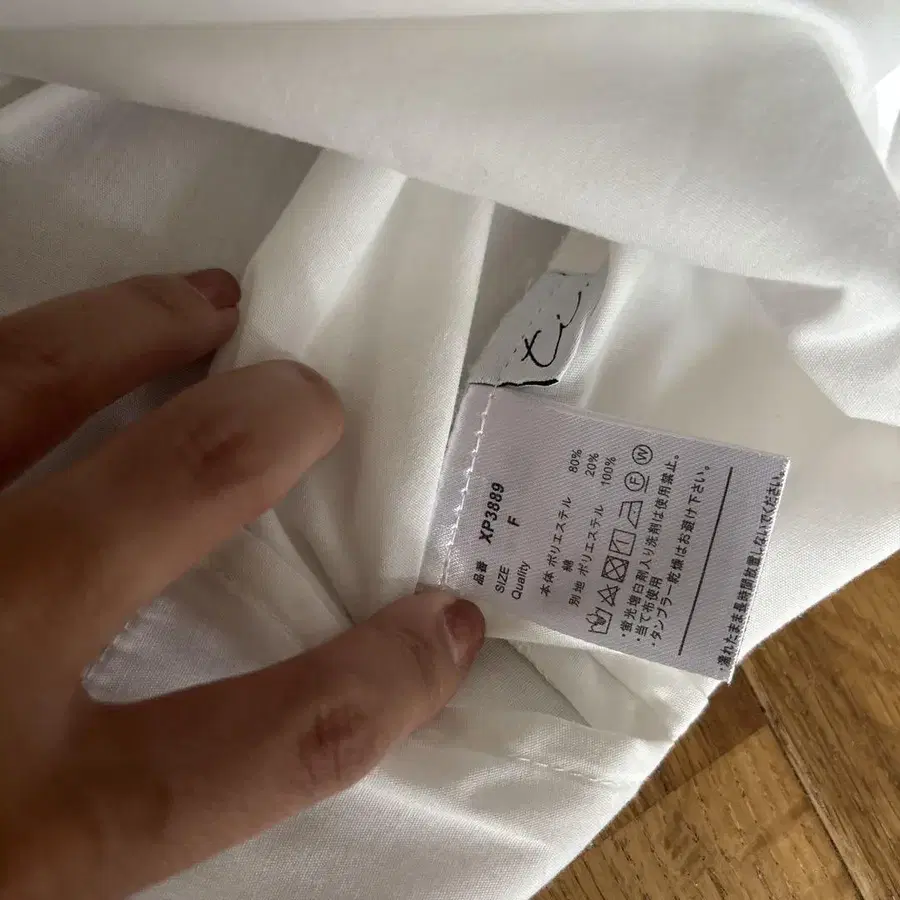 品番 XP3889
SIZE F
Quality
本体 ポリエステル 80%
綿 20%
別地 ポリエステル 100%
F W
・蛍光増白剤入り洗剤は使用禁止。
・当て布使用
・タンブラー乾燥はお避け下さい。
・濡れたまま長時間放置しないでください。